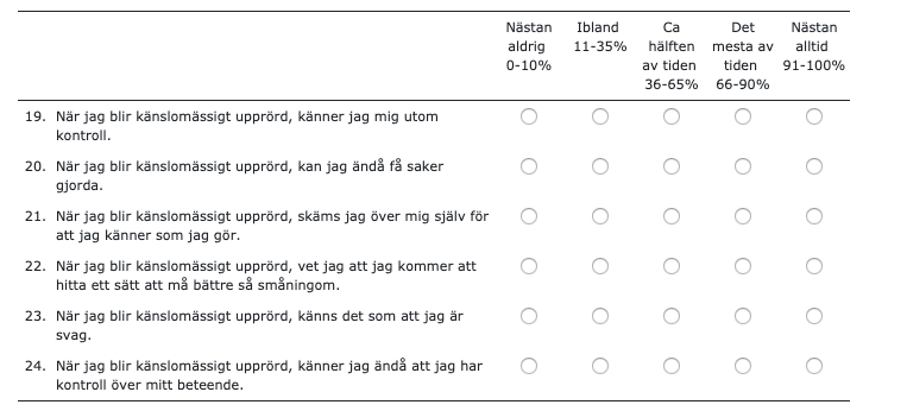 Nästan aldrig 0-10%
Ibland 11-35%
Ca hälften av tiden 36-65%
Det mesta av tiden 66-90%
Nästan alltid 91-100%
19. När jag blir känslomässigt upprörd, känner jag mig utom
kontroll.
20. När jag blir känslomässigt upprörd, kan jag ändå få saker
gjorda.
21. När jag blir känslomässigt upprörd, skäms jag över mig själv för
att jag känner som jag gör.
22. När jag blir känslomässigt upprörd, vet jag att jag kommer att
hitta ett sätt att må bättre så småningom.
23. När jag blir känslomässigt upprörd, känns det som att jag är
svag.
24. När jag blir känslomässigt upprörd, känner jag ändå att jag har
kontroll över mitt beteende.